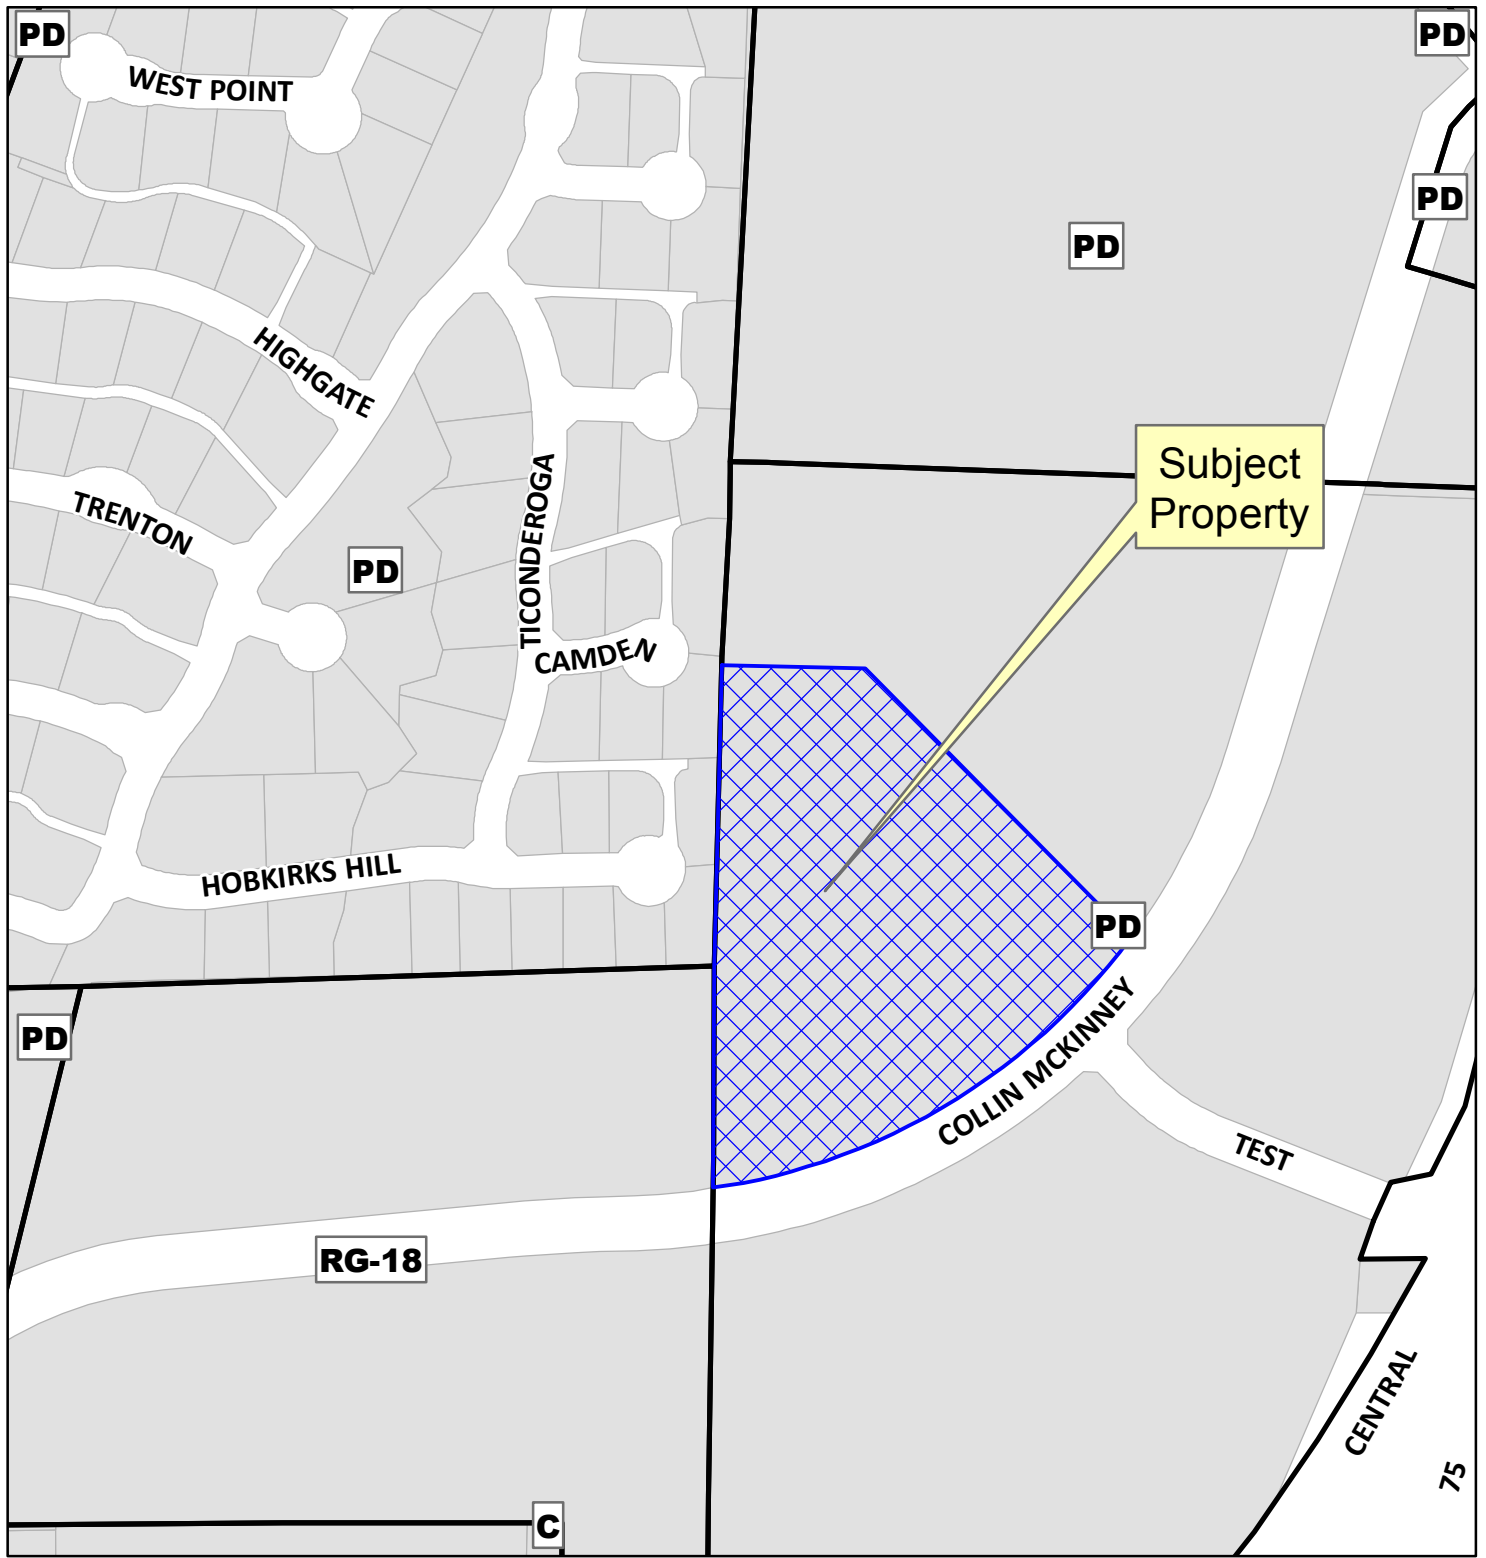 PD
PD
WEST POINT
PD
PD
HIGHGATE
Subject
Property
TRENTON
TICONDEROGA
PD
CAMDEN
HOBKIRKS HILL
PD
PD
COLLIN MCKINNEY
TEST
RG-18
CENTRAL
75
C